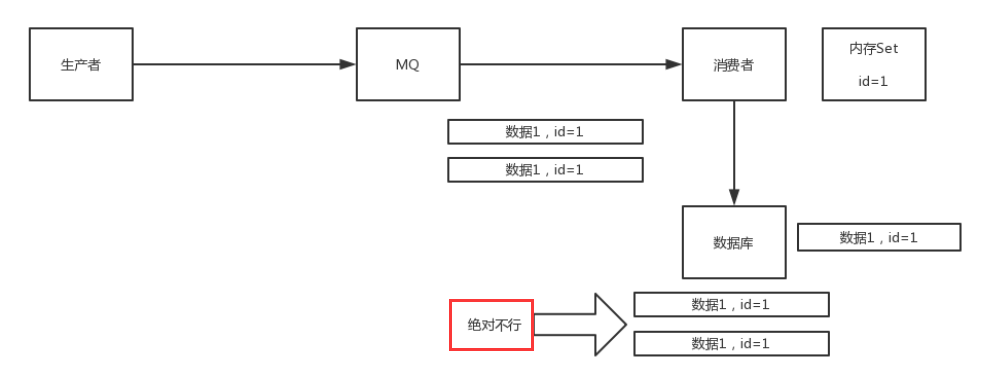 生产者
MQ
消费者
内存Set
id=1
数据1，id=1
数据1，id=1
数据库
数据1，id=1
绝对不行
数据1，id=1
数据1，id=1